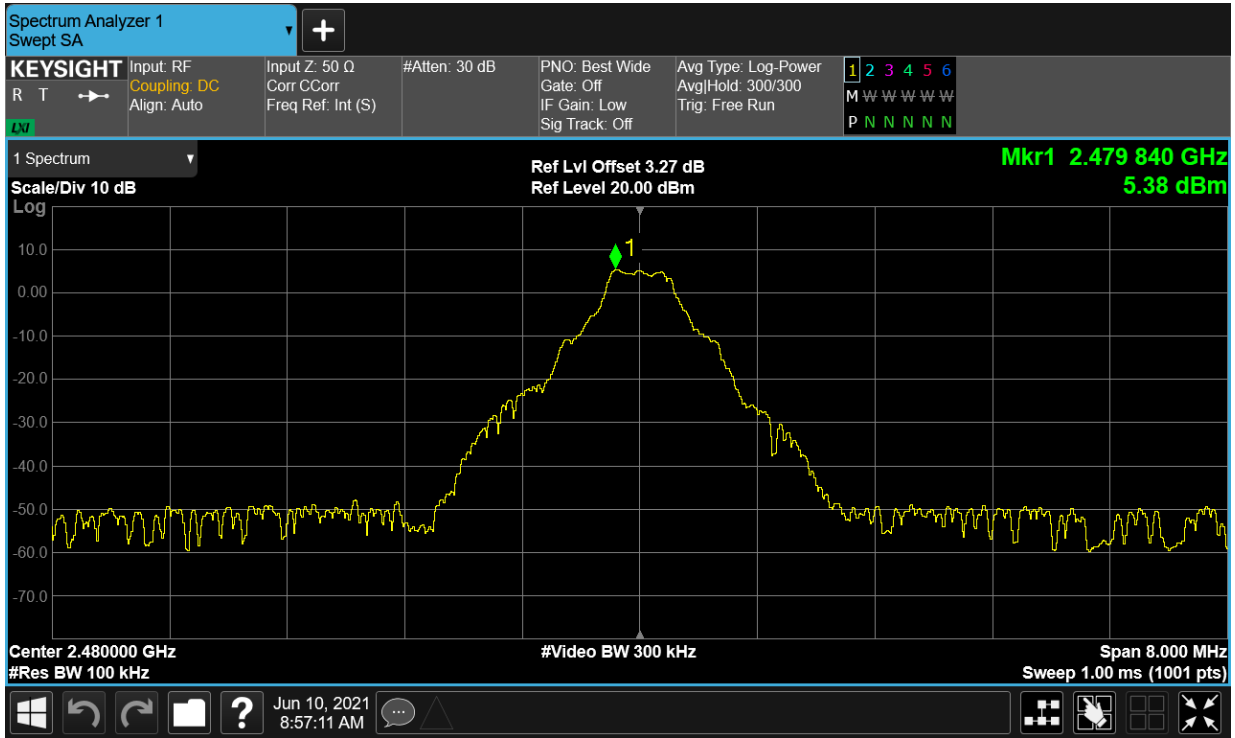 Spectrum Analyzer 1
Swept SA
KEYSIGHT
R T
LXI
Input: RF
Coupling: DC
Align: Auto
Input Z: 50 Ω
Corr CCorr
Freq Ref: Int (S)
#Atten: 30 dB
PNO: Best Wide
Gate: Off
IF Gain: Low
Sig Track: Off
Avg Type: Log-Power
Avg|Hold: 300/300
Trig: Free Run
1 2 3 4 5 6
M W W W W W
P N N N N N
1 Spectrum
Scale/Div 10 dB
Ref Lvl Offset 3.27 dB
Ref Level 20.00 dBm
Mkr1 2.479 840 GHz
5.38 dBm
Log
1
10.0
0.00
-10.0
-20.0
-30.0
-40.0
-50.0
-60.0
-70.0
Center 2.480000 GHz
#Video BW 300 kHz
Span 8.000 MHz
#Res BW 100 kHz
Sweep 1.00 ms (1001 pts)
?
Jun 10, 2021
8:57:11 AM